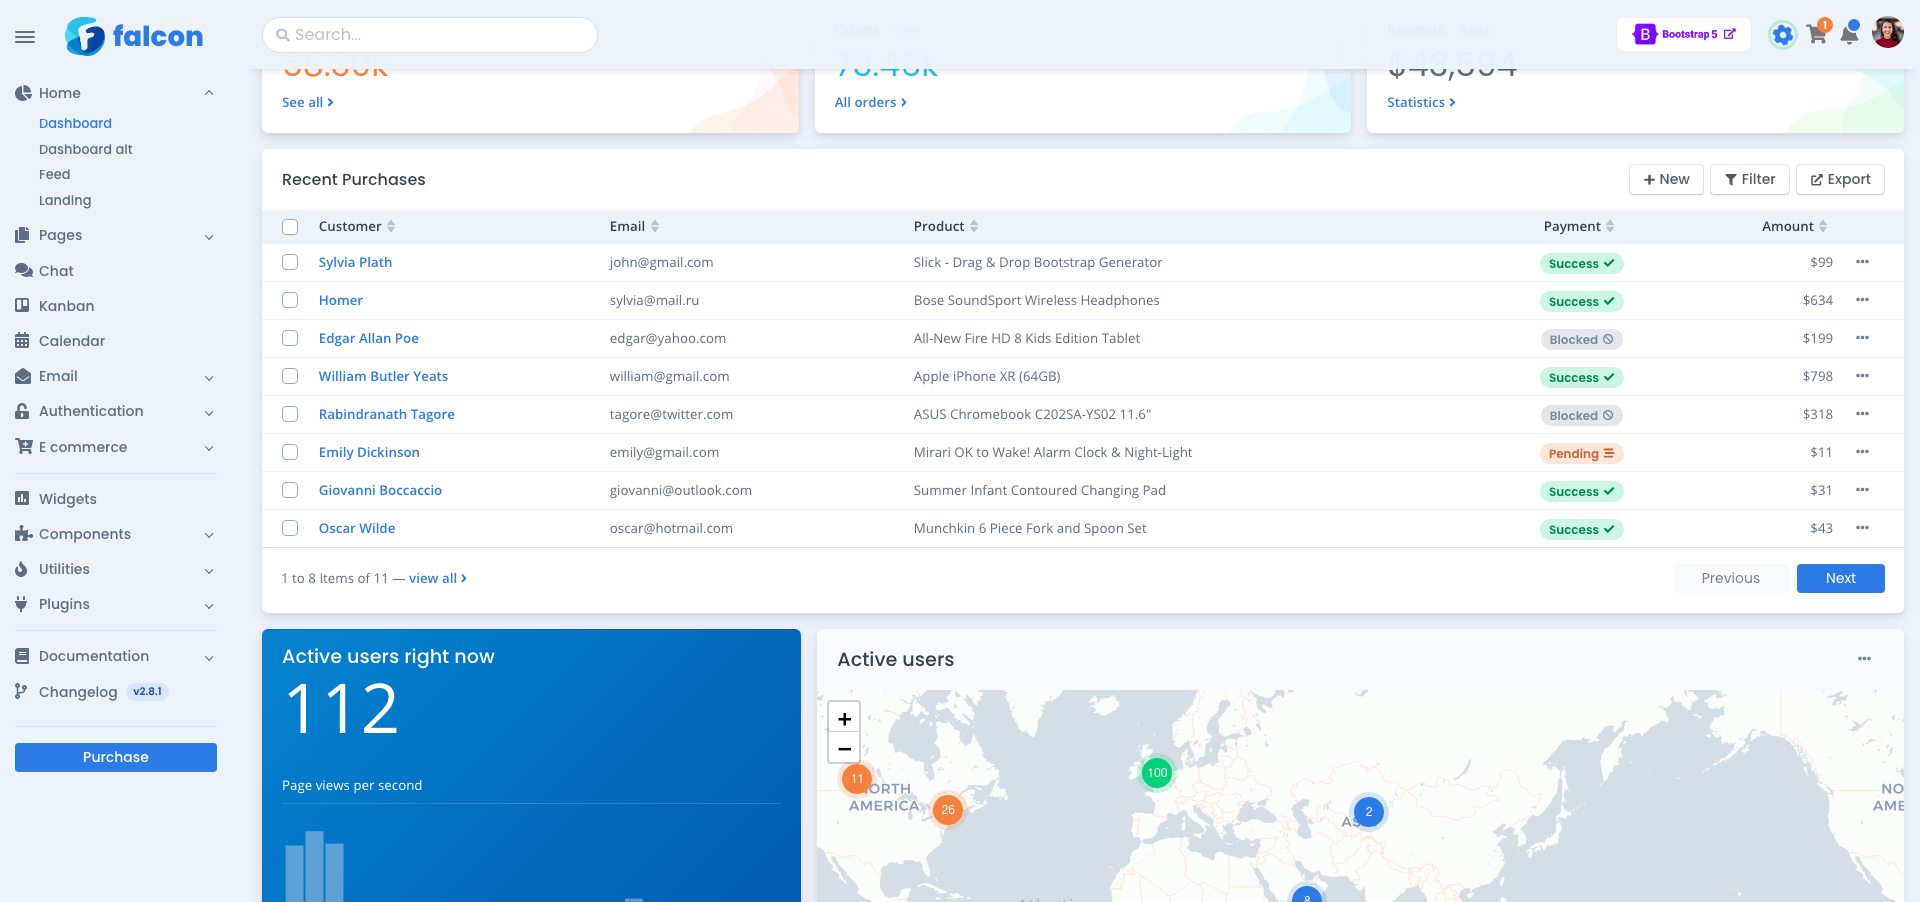 falcon
Search...
Bootstrap 5
1
Orders
Revenue
73.46k
$43,594
See all
All orders
Statistics
Home
Dashboard
Dashboard alt
Feed
Landing
Pages
Chat
Kanban
Calendar
Email
Authentication
E commerce
Widgets
Components
Utilities
Plugins
Documentation
Changelog v2.8.1
Purchase
Recent Purchases
New Filter Export
Customer Email Product Payment Amount
Sylvia Plath john@gmail.com Slick - Drag & Drop Bootstrap Generator Success $99
Homer sylvia@mail.ru Bose SoundSport Wireless Headphones Success $634
Edgar Allan Poe edgar@yahoo.com All-New Fire HD 8 Kids Edition Tablet Blocked $199
William Butler Yeats william@gmail.com Apple iPhone XR (64GB) Success $798
Rabindranath Tagore tagore@twitter.com ASUS Chromebook C202SA-YS02 11.6" Blocked $318
Emily Dickinson emily@gmail.com Mirari OK to Wake! Alarm Clock & Night-Light Pending $11
Giovanni Boccaccio giovanni@outlook.com Summer Infant Contoured Changing Pad Success $31
Oscar Wilde oscar@hotmail.com Munchkin 6 Piece Fork and Spoon Set Success $43
1 to 8 Items of 11 — view all
Previous Next
Active users right now
112
Page views per second
Active users
+
−
11
NORTH
AMERICA
26
100
2
8
NO
AME